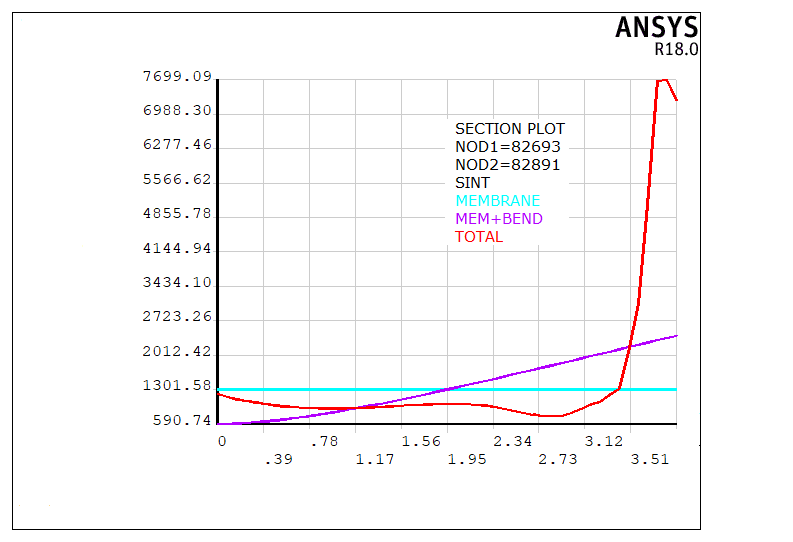 ANSYS
R18.0
7699.09
6988.30
6277.46
5566.62
4855.78
4144.94
3434.10
2723.26
2012.42
1301.58
590.74
SECTION PLOT
NOD1=82693
NOD2=82891
SINT
MEMBRANE
MEM+BEND
TOTAL
0 .78 1.56 2.34 3.12
.39 1.17 1.95 2.73 3.51